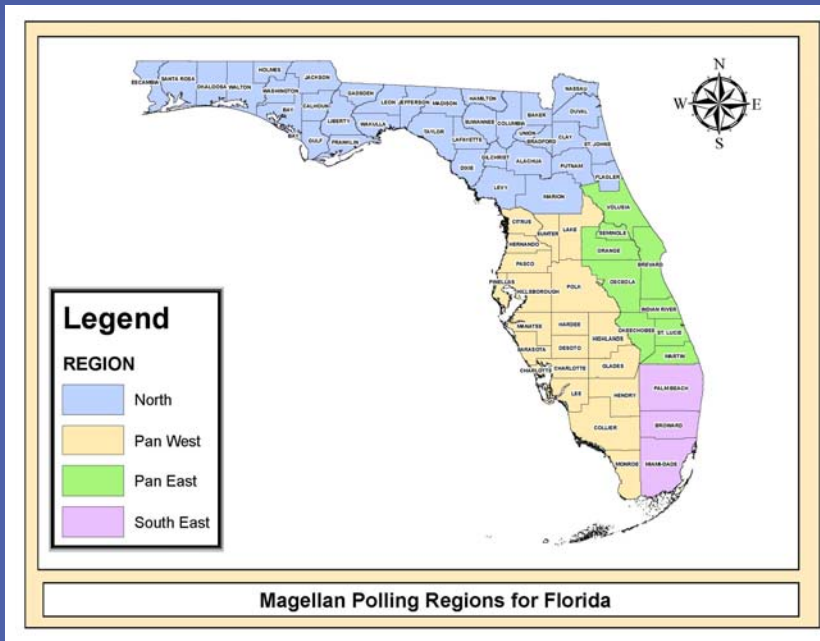 N
W E
S
ESCAMBIA
SANTA ROSA
OKALOOSA
WALTON
HOLMES
JACKSON
WASHINGTON
BAY
CALHOUN
GADSDEN
LIBERTY
BAY
GULF
FRANKLIN
LEON
WAKULLA
JEFFERSON
MADISON
TAYLOR
HAMILTON
SUWANNEE
LAFAYETTE
DIXIE
COLUMBIA
GILCHRIST
BAKER
UNION
BRADFORD
ALACHUA
LEVY
NASSAU
DUVAL
CLAY
ST. JOHNS
PUTNAM
FLAGLER
MARION
VOLUSIA
CITRUS
SUMTER
LAKE
SEMINOLE
HERNANDO
ORANGE
PASCO
BREVARD
PINELLAS
HILLSBOROUGH
POLK
OSCEOLA
INDIAN RIVER
MANATEE
HARDEE
HIGHLANDS
OKEECHOBEE
ST. LUCIE
SARASOTA
DESOTO
MARTIN
CHARLOTTE
CHARLOTTE
GLADES
PALM BEACH
LEE
HENDRY
BROWARD
COLLIER
MONROE
MIAMI-DADE
Legend
REGION
North
Pan West
Pan East
South East
Magellan Polling Regions for Florida